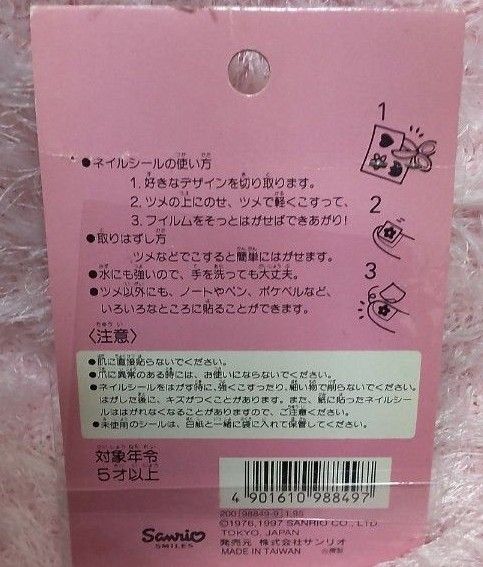 1
●ネイルシールの使い方
1. 好きなデザインを切り取ります。
2. ツメの上にのせ、ツメで軽くこすって、
3. フイルムをそっとはがせばできあがり!
2
●取りはずし方
ツメなどでこすると簡単にはがせます。
●水にも強いので、手を洗っても大丈夫。
3
●ツメ以外にも、ノートやペン、ポケベルなど、
いろいろなところに貼ることができます。
〈注意〉
●肌に直接貼らないでください。
●爪に異常のある時には、お使いにならないでください。
●ネイルシールをはがす時に、強くこすったり、細い物で削らないでください。
はがした後に、キズがつくことがあります。また、紙に貼ったネイルシー
ルははがれなくなることがありますので、ご注意ください。
●未使用のシールは、台紙と一緒に袋に入れて保管してください。
対象年令
5才以上
4 901610 988497
200 98849-9 1.95
©1976,1997 SANRIO CO., LTD.
TOKYO, JAPAN
発売元 株式会社サンリオ
MADE IN TAIWAN 台湾製
Sanrio
SMILES